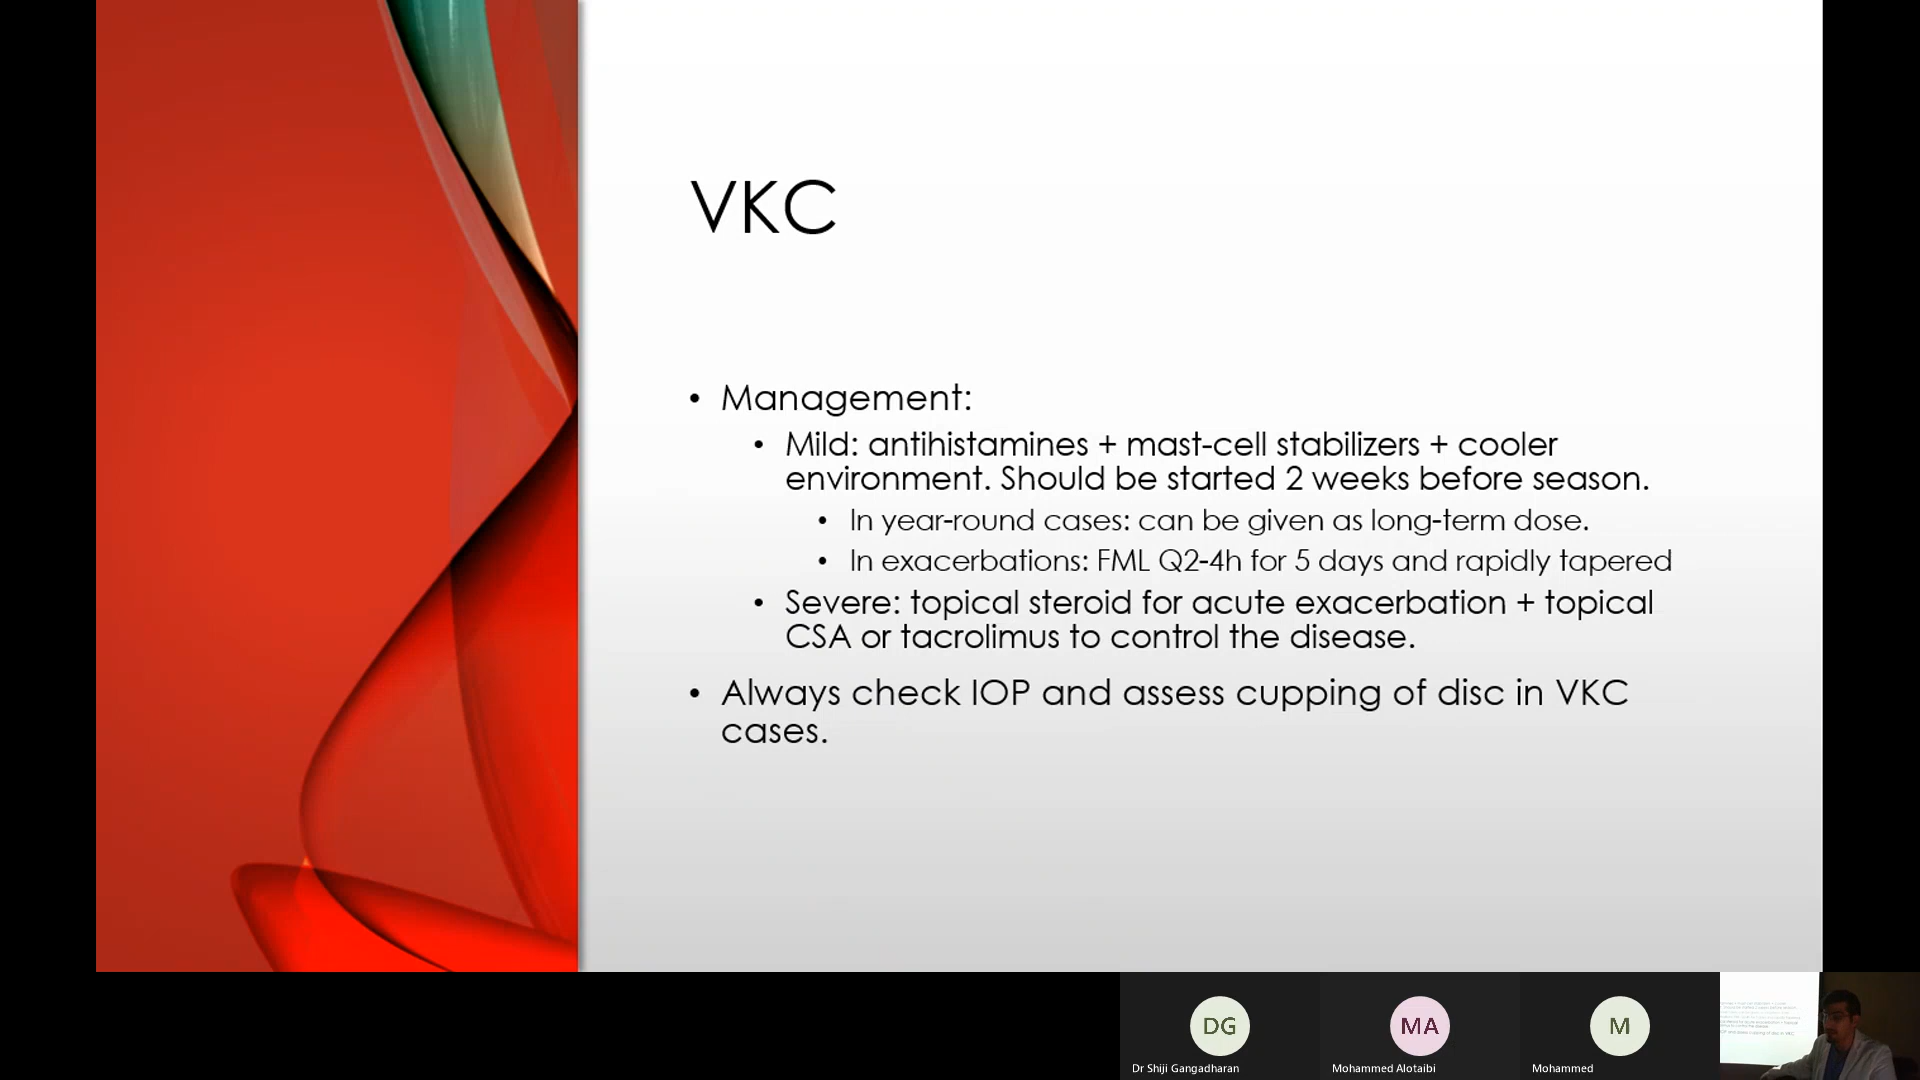 VKC
• Management:
• Mild: antihistamines + mast-cell stabilizers + cooler
environment. Should be started 2 weeks before season.
• In year-round cases: can be given as long-term dose.
• In exacerbations: FML Q2-4h for 5 days and rapidly tapered
• Severe: topical steroid for acute exacerbation + topical
CSA or tacrolimus to control the disease.
• Always check IOP and assess cupping of disc in VKC
cases.
DG
MA
M
Dr Shiji Gangadharan
Mohammed Alotaibi
Mohammed